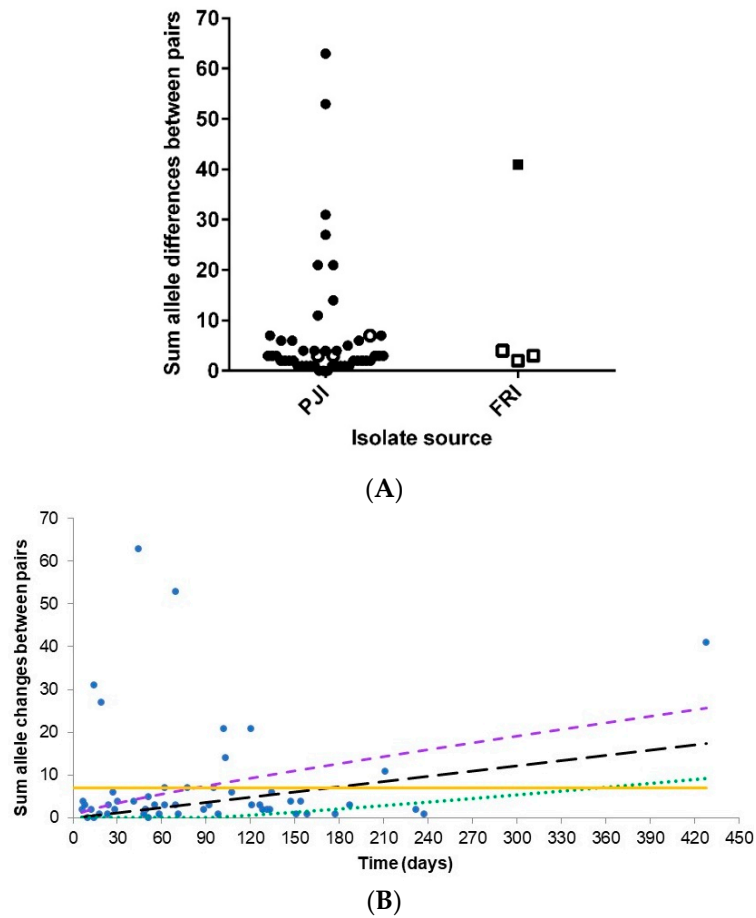 70
60
50
40
30
20
10
0
Sum allele differences between pairs
PJI
FRI
Isolate source
(A)
70
60
50
40
30
20
10
0
Sum allele changes between pairs
0 30 60 90 120 150 180 210 240 270 300 330 360 390 420 450
Time (days)
(B)